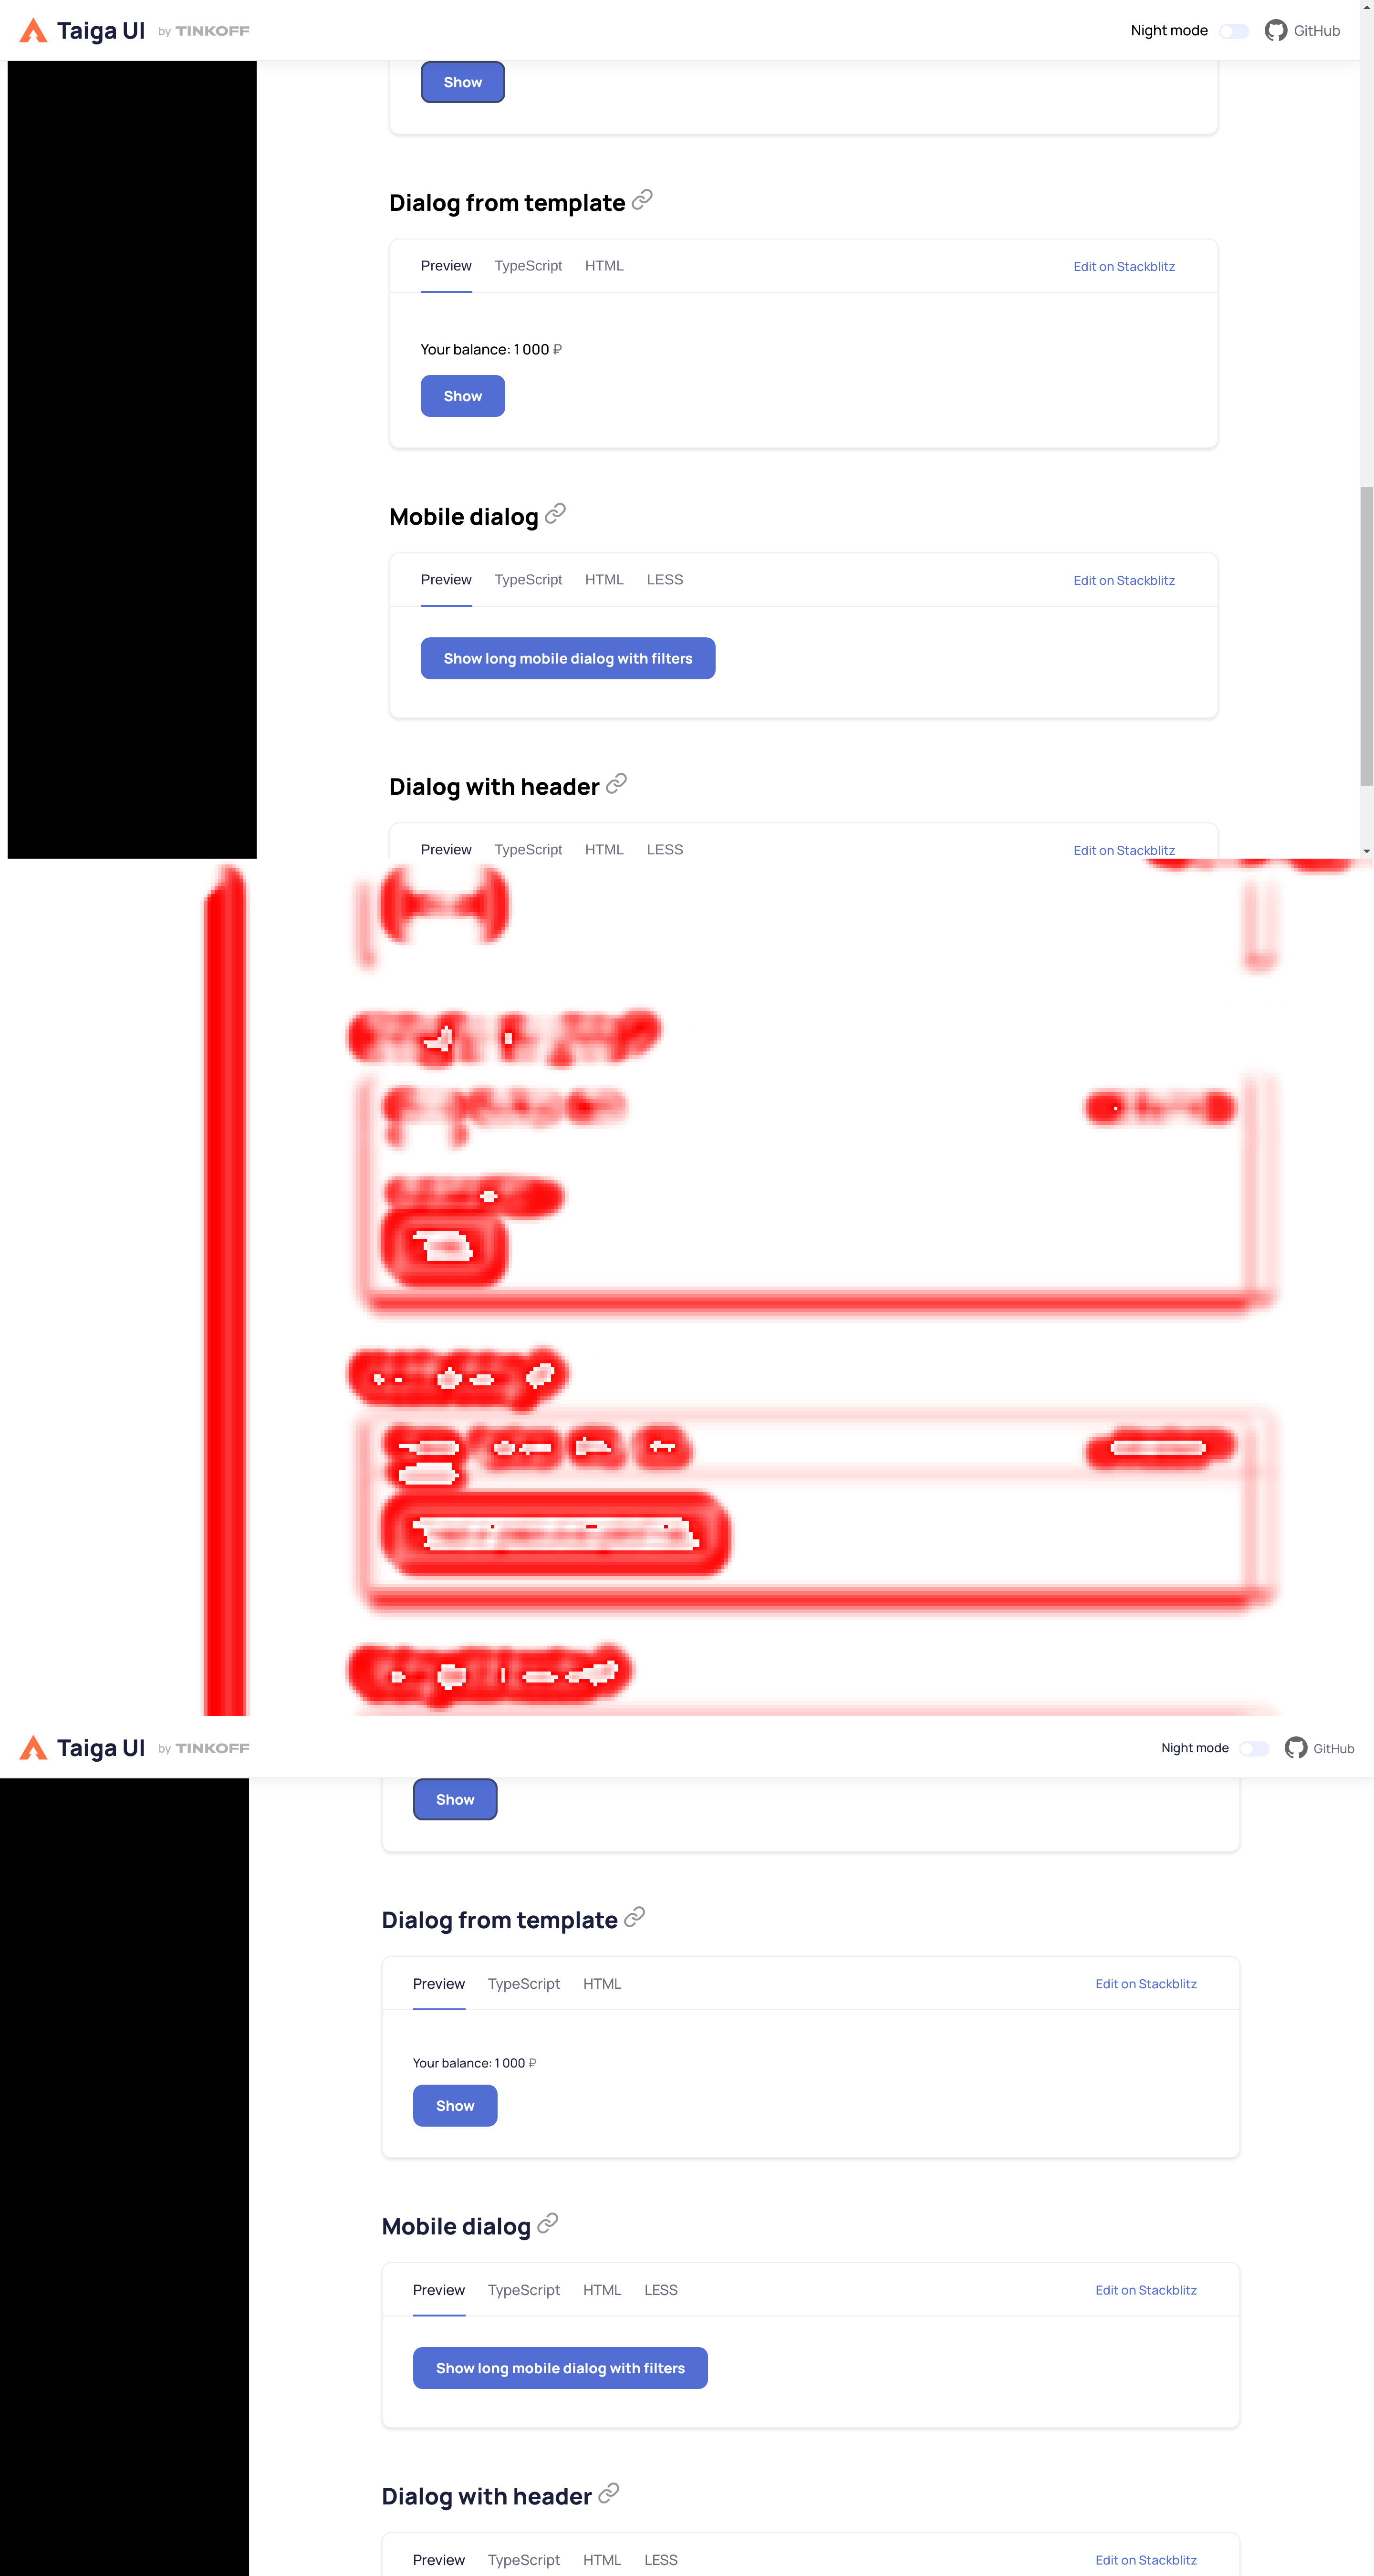 Taiga UI by TINKOFF Night mode GitHub
Show
Dialog from template
Preview TypeScript HTML Edit on Stackblitz
Your balance: 1 000 ₽
Show
Mobile dialog
Preview TypeScript HTML LESS Edit on Stackblitz
Show long mobile dialog with filters
Dialog with header
Preview TypeScript HTML LESS Edit on Stackblitz
Taiga UI by TINKOFF Night mode GitHub
Show
Dialog from template
Preview TypeScript HTML Edit on Stackblitz
Your balance: 1 000 ₽
Show
Mobile dialog
Preview TypeScript HTML LESS Edit on Stackblitz
Show long mobile dialog with filters
Dialog with header
Preview TypeScript HTML LESS Edit on Stackblitz